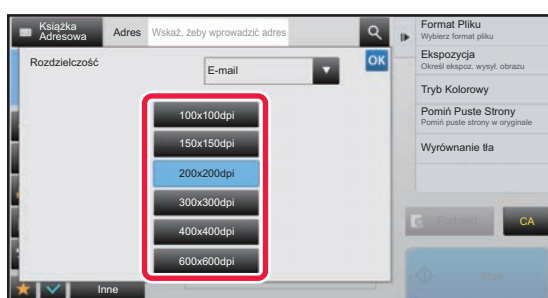 Książka
Adresowa
Adres
Wskaż, żeby wprowadzić adres
Rozdzielczość
E-mail
OK
100x100dpi
150x150dpi
200x200dpi
300x300dpi
400x400dpi
600x600dpi
Inne
Format Pliku
Wybierz format pliku
Ekspozycja
Określ ekspoz. wysył. obrazu
Tryb Kolorowy
Pomiń Puste Strony
Pomiń puste strony w oryginale
Wyrównanie tła
Podgląd
CA
Start